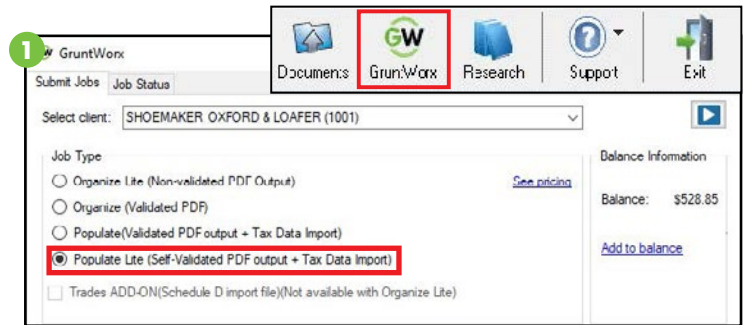 1
GW
GruntWorx
Documents GruntWorx Research Support Exit
Submit Jobs Job Status
Select client: SHOEMAKER OXFORD & LOAFER (1001)
Job Type
Balance Information
Organize Lite (Non-validated PDF Output) See pricing
Organize (Validated PDF)
Balance: $528.85
Populate(Validated PDF output + Tax Data Import)
Add to balance
Populate Lite (Self-Validated PDF output + Tax Data Import)
Trades ADD-ON(Schedule D import file)(Not available with Organize Lite)